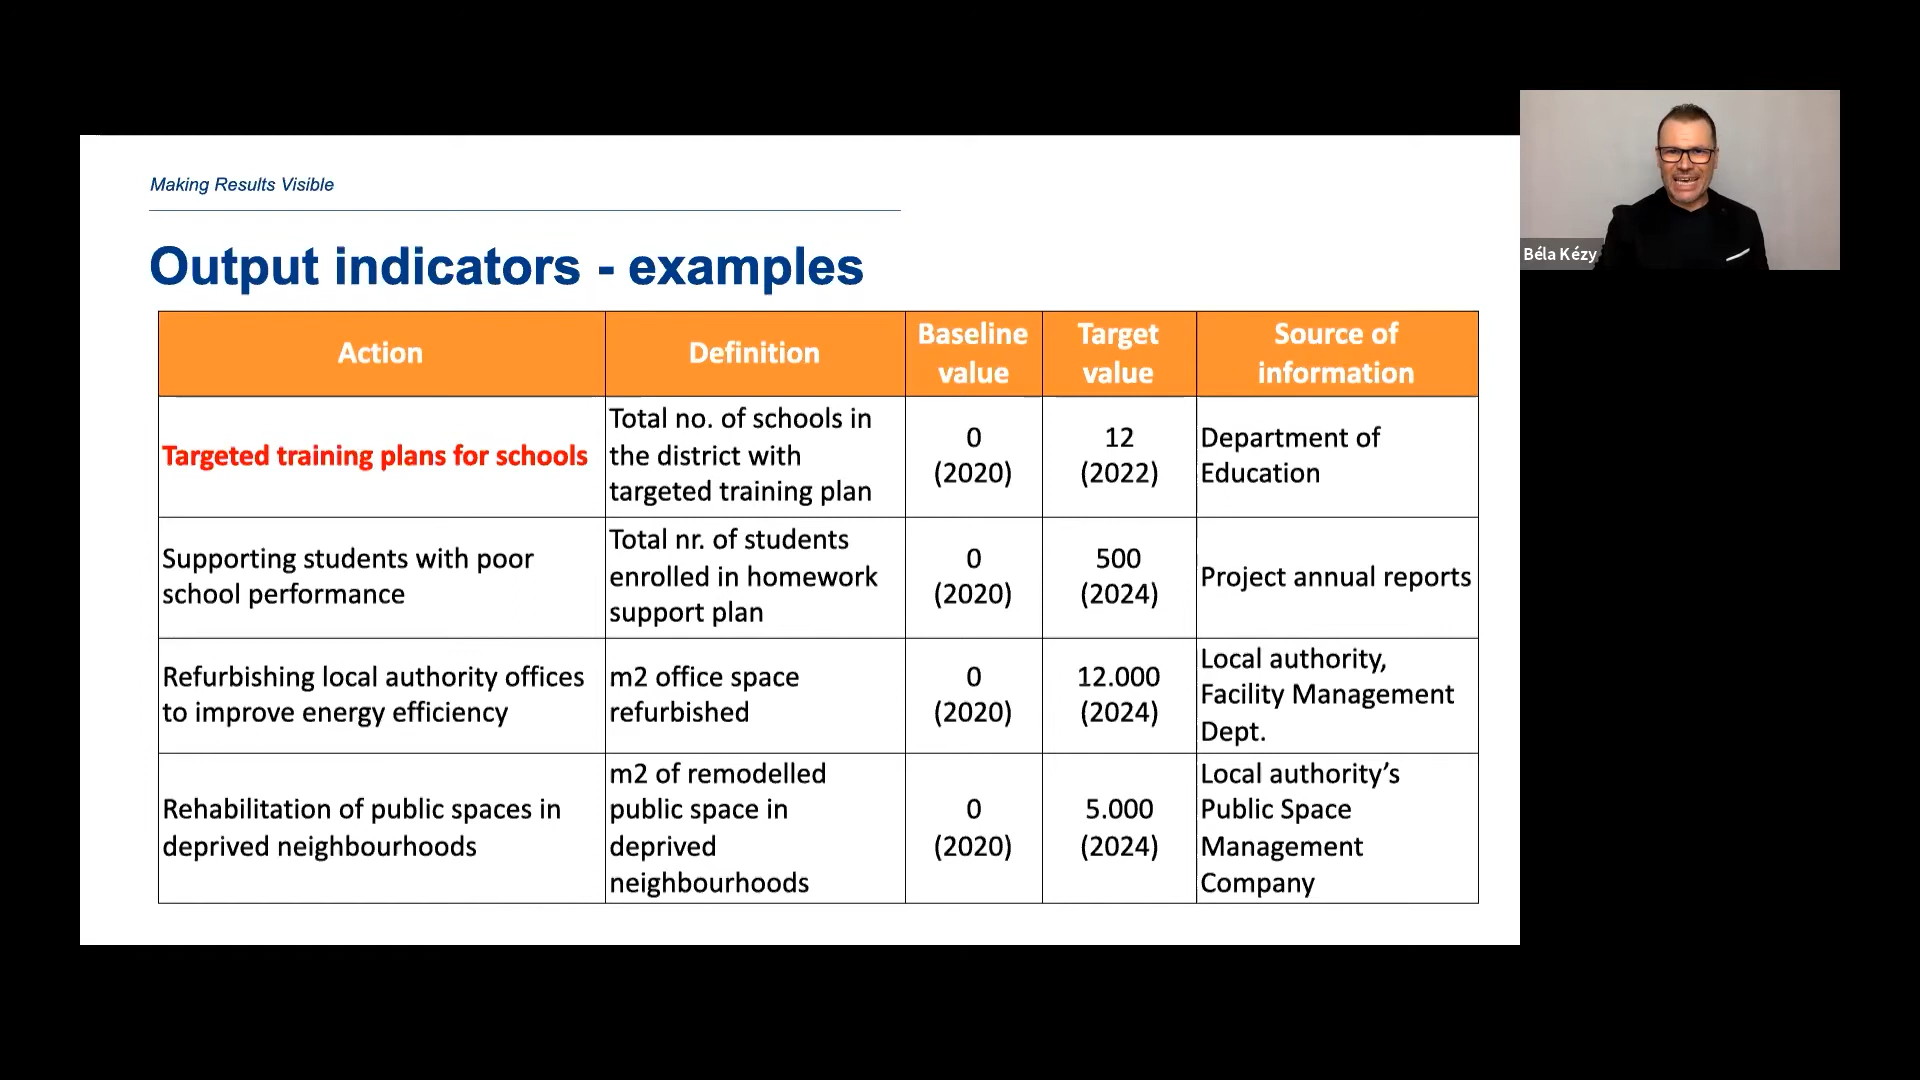 Making Results Visible
Output indicators - examples
Action
Definition
Baseline
value
Target
value
Source of
information
Targeted training plans for schools
Total no. of schools in
the district with
targeted training plan
0
(2020)
12
(2022)
Department of
Education
Supporting students with poor
school performance
Total nr. of students
enrolled in homework
support plan
0
(2020)
500
(2024)
Project annual reports
Refurbishing local authority offices
to improve energy efficiency
m2 office space
refurbished
0
(2020)
12.000
(2024)
Local authority,
Facility Management
Dept.
Rehabilitation of public spaces in
deprived neighbourhoods
m2 of remodelled
public space in
deprived
neighbourhoods
0
(2020)
5.000
(2024)
Local authority’s
Public Space
Management
Company
Béla Kézy